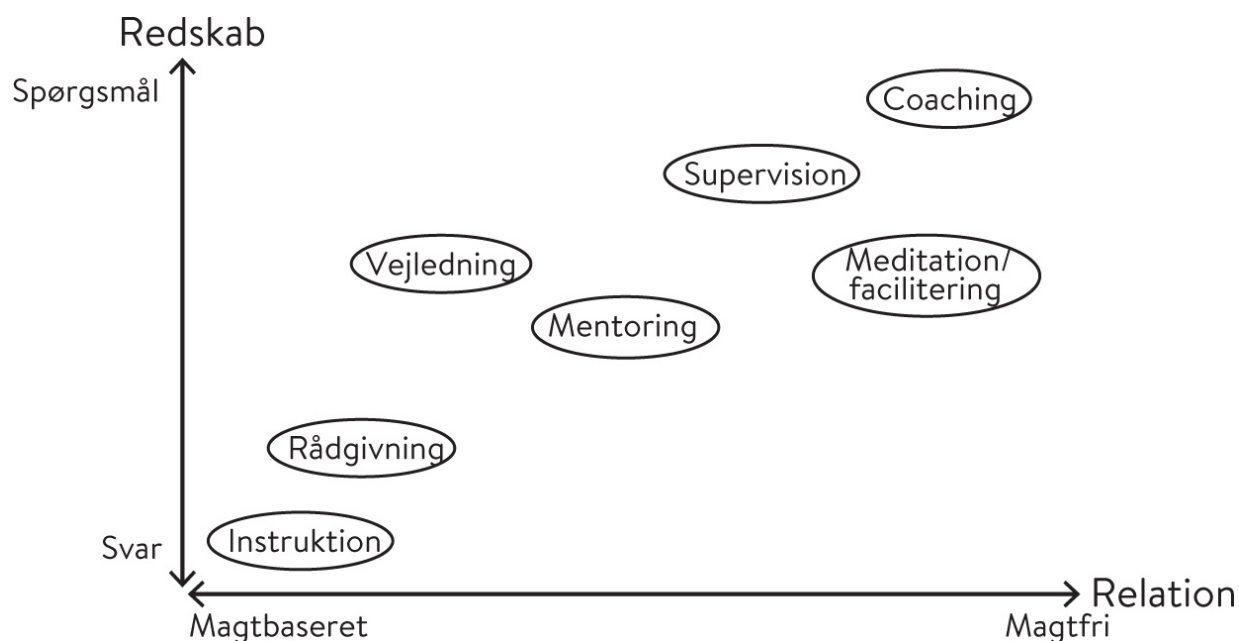 Redskab
Spørgsmål
Coaching
Supervision
Vejledning
Meditation/
facilitering
Mentoring
Rådgivning
Instruktion
Svar
Relation
Magtbaseret
Magtfri